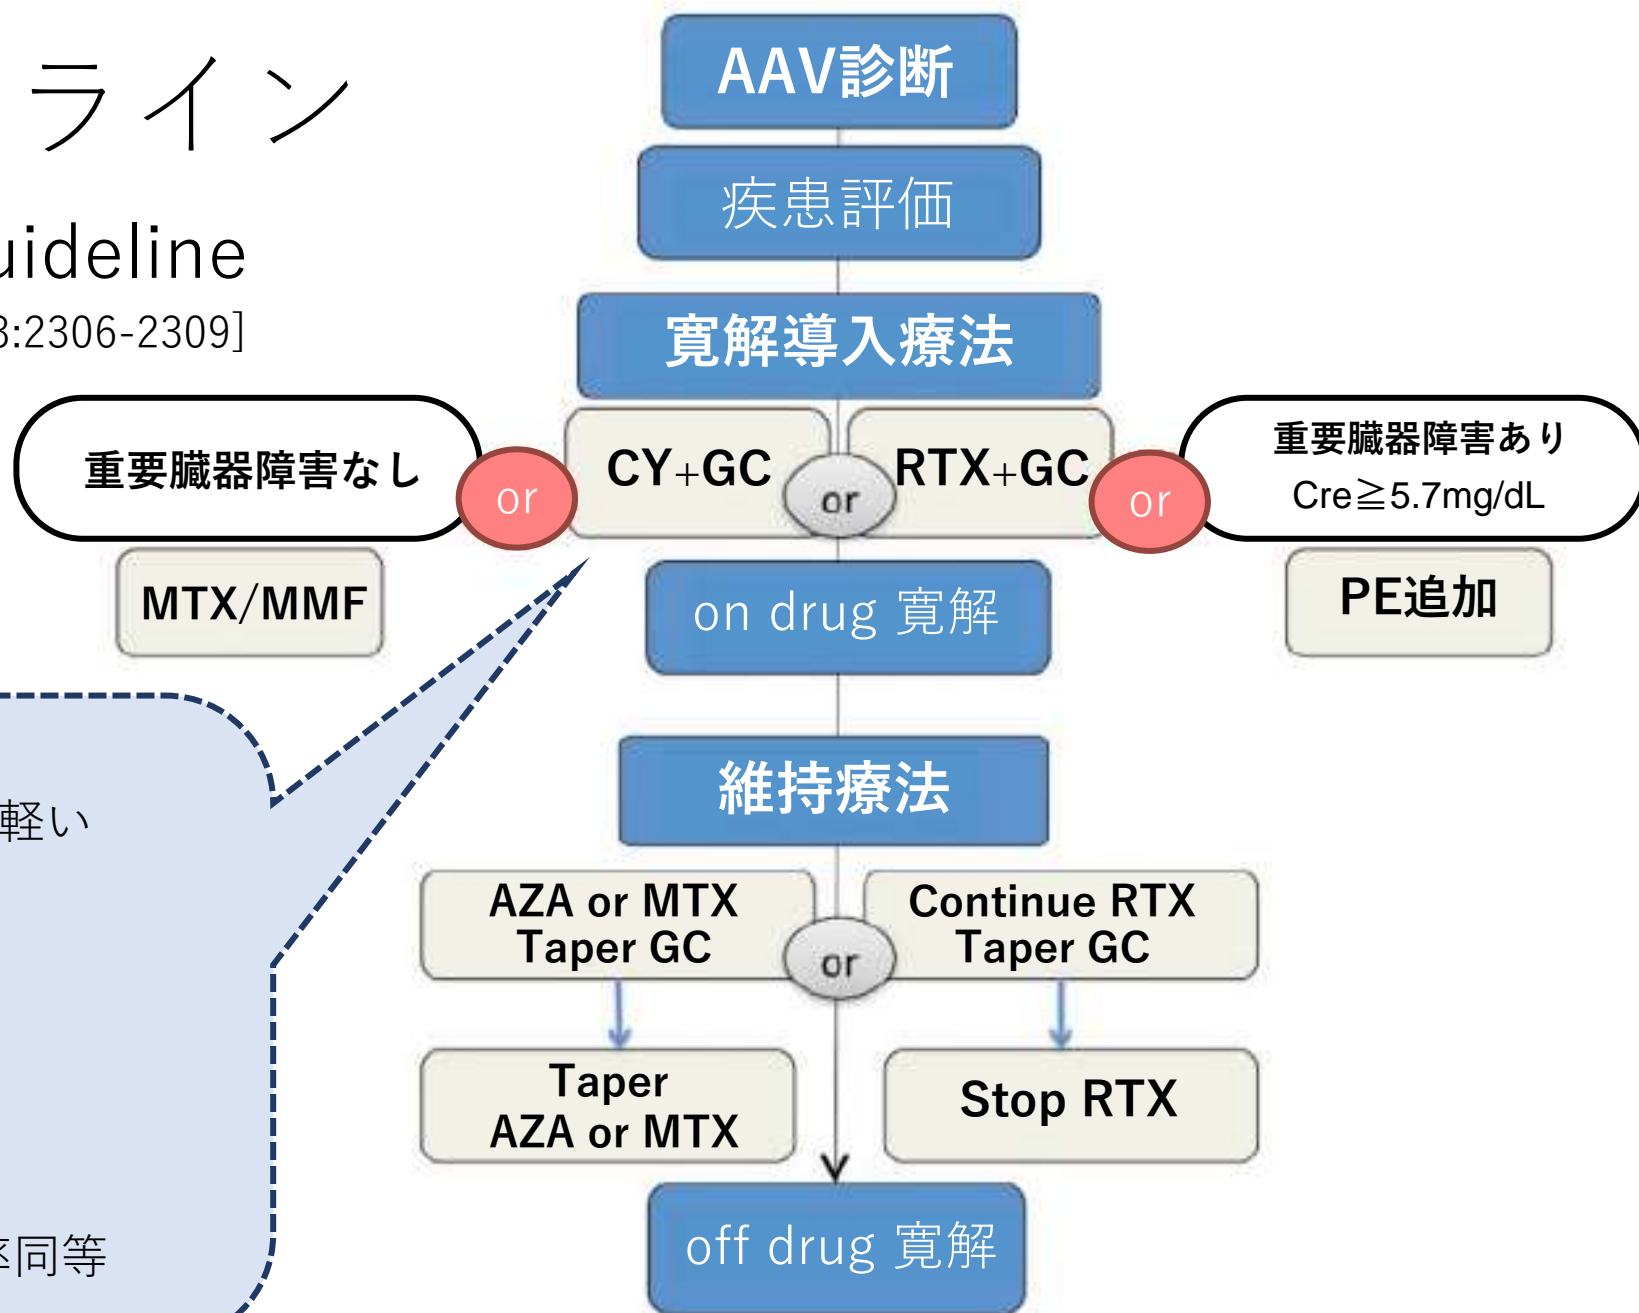 ライン
uideline
:2306-2309]
AAV診断
疾患評価
寛解導入療法
重要臓器障害なし
or
CY+GC
or
RTX+GC
or
重要臓器障害あり
Cre≧5.7mg/dL
MTX/MMF
on drug 寛解
PE追加
維持療法
軽い
AZA or MTX
Taper GC
or
Continue RTX
Taper GC
Taper
AZA or MTX
Stop RTX
同等
off drug 寛解